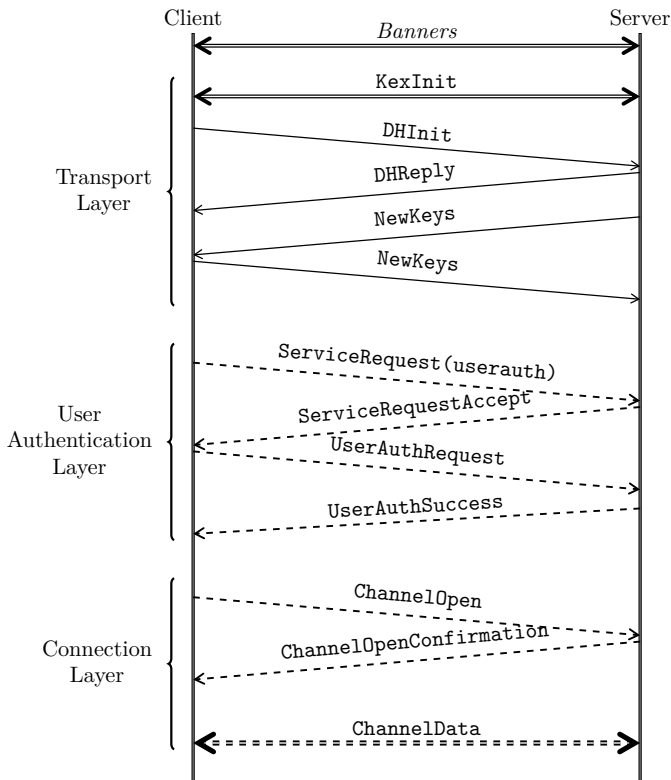 Client
Server
Banners
KexInit
DHInit
Transport
Layer
DHReply
NewKeys
NewKeys
ServiceRequest(userauth)
User
Authentication
Layer
ServiceRequestAccept
UserAuthRequest
UserAuthSuccess
ChannelOpen
Connection
Layer
ChannelOpenConfirmation
ChannelData